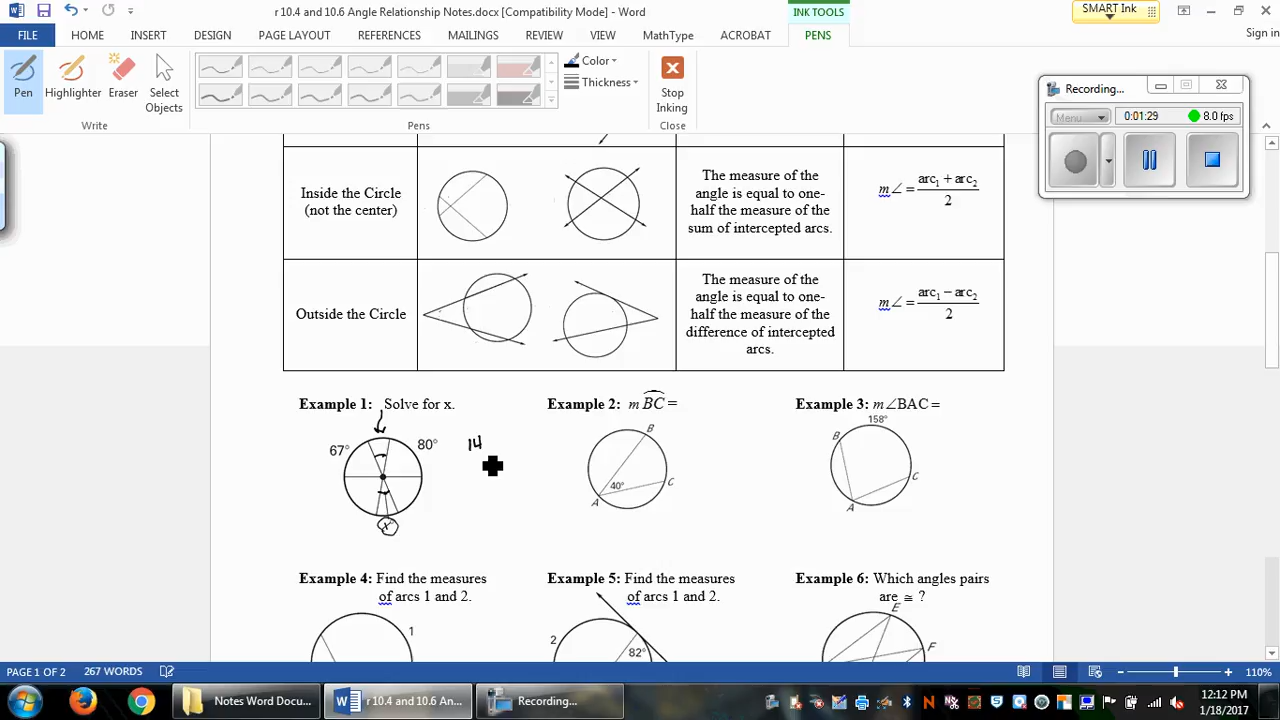 r 10.4 and 10.6 Angle Relationship Notes.docx [Compatibility Mode] - Word
INK TOOLS
SMART Ink
FILE HOME INSERT DESIGN PAGE LAYOUT REFERENCES MAILINGS REVIEW VIEW MathType ACROBAT PENS
Sign in
Pen Highlighter Eraser Select Objects
Color
Thickness
Stop Inking
Write Pens Close
Recording...
Menu 0:01:29 8.0 fps
Inside the Circle
(not the center)
The measure of the
angle is equal to one-
half the measure of the
sum of intercepted arcs.
m∠ = (arc₁ + arc₂)/2
Outside the Circle
The measure of the
angle is equal to one-
half the measure of the
difference of intercepted
arcs.
m∠ = (arc₁ − arc₂)/2
Example 1: Solve for x.
67° 80°
x°
14
Example 2: m BC =
B
40°
A C
Example 3: m∠BAC =
158°
B
C
A
Example 4: Find the measures
of arcs 1 and 2.
1
Example 5: Find the measures
of arcs 1 and 2.
2
82°
Example 6: Which angles pairs
are ≅ ?
E
F
PAGE 1 OF 2 267 WORDS 110%
Notes Word Docu...
r 10.4 and 10.6 An...
Recording...
12:12 PM
1/18/2017